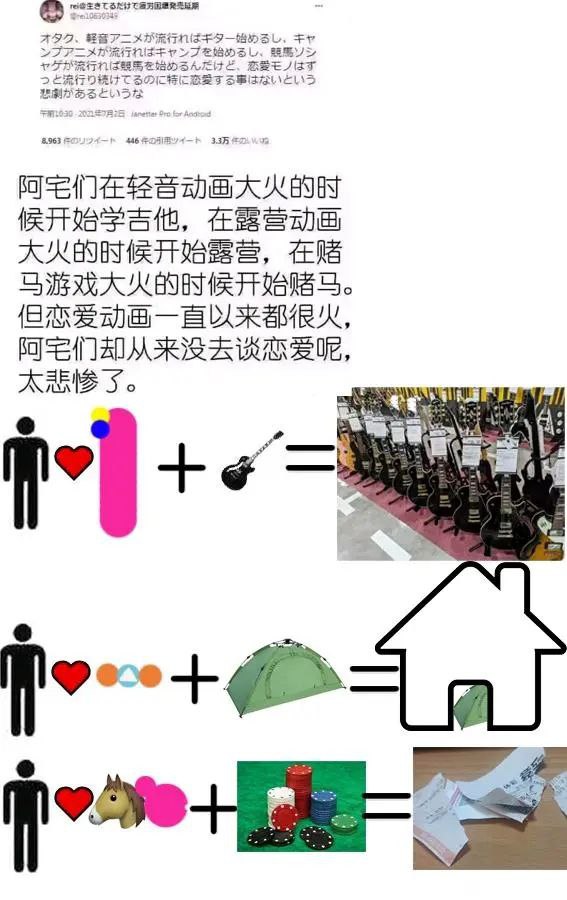 rei@生きてるだけで疲労困憊発売延期
@rei10630349
オタク、軽音アニメが流行ればギター始めるし、キャ
ンプアニメが流行ればキャンプを始めるし、競馬ソシ
ャゲが流行れば競馬を始めるんだけど、恋愛モノはず
っと流行り続けてるのに特に恋愛する事はないという
悲劇があるというな
午前10:30 · 2021年7月2日 · Janetter Pro for Android
8,963 件のリツイート 446 件の引用ツイート 3.3万 件のいいね
阿宅们在轻音动画大火的时
候开始学吉他，在露营动画
大火的时候开始露营，在赌
马游戏大火的时候开始赌马。
但恋爱动画一直以来都很火，
阿宅们却从来没去谈恋爱呢，
太悲惨了。